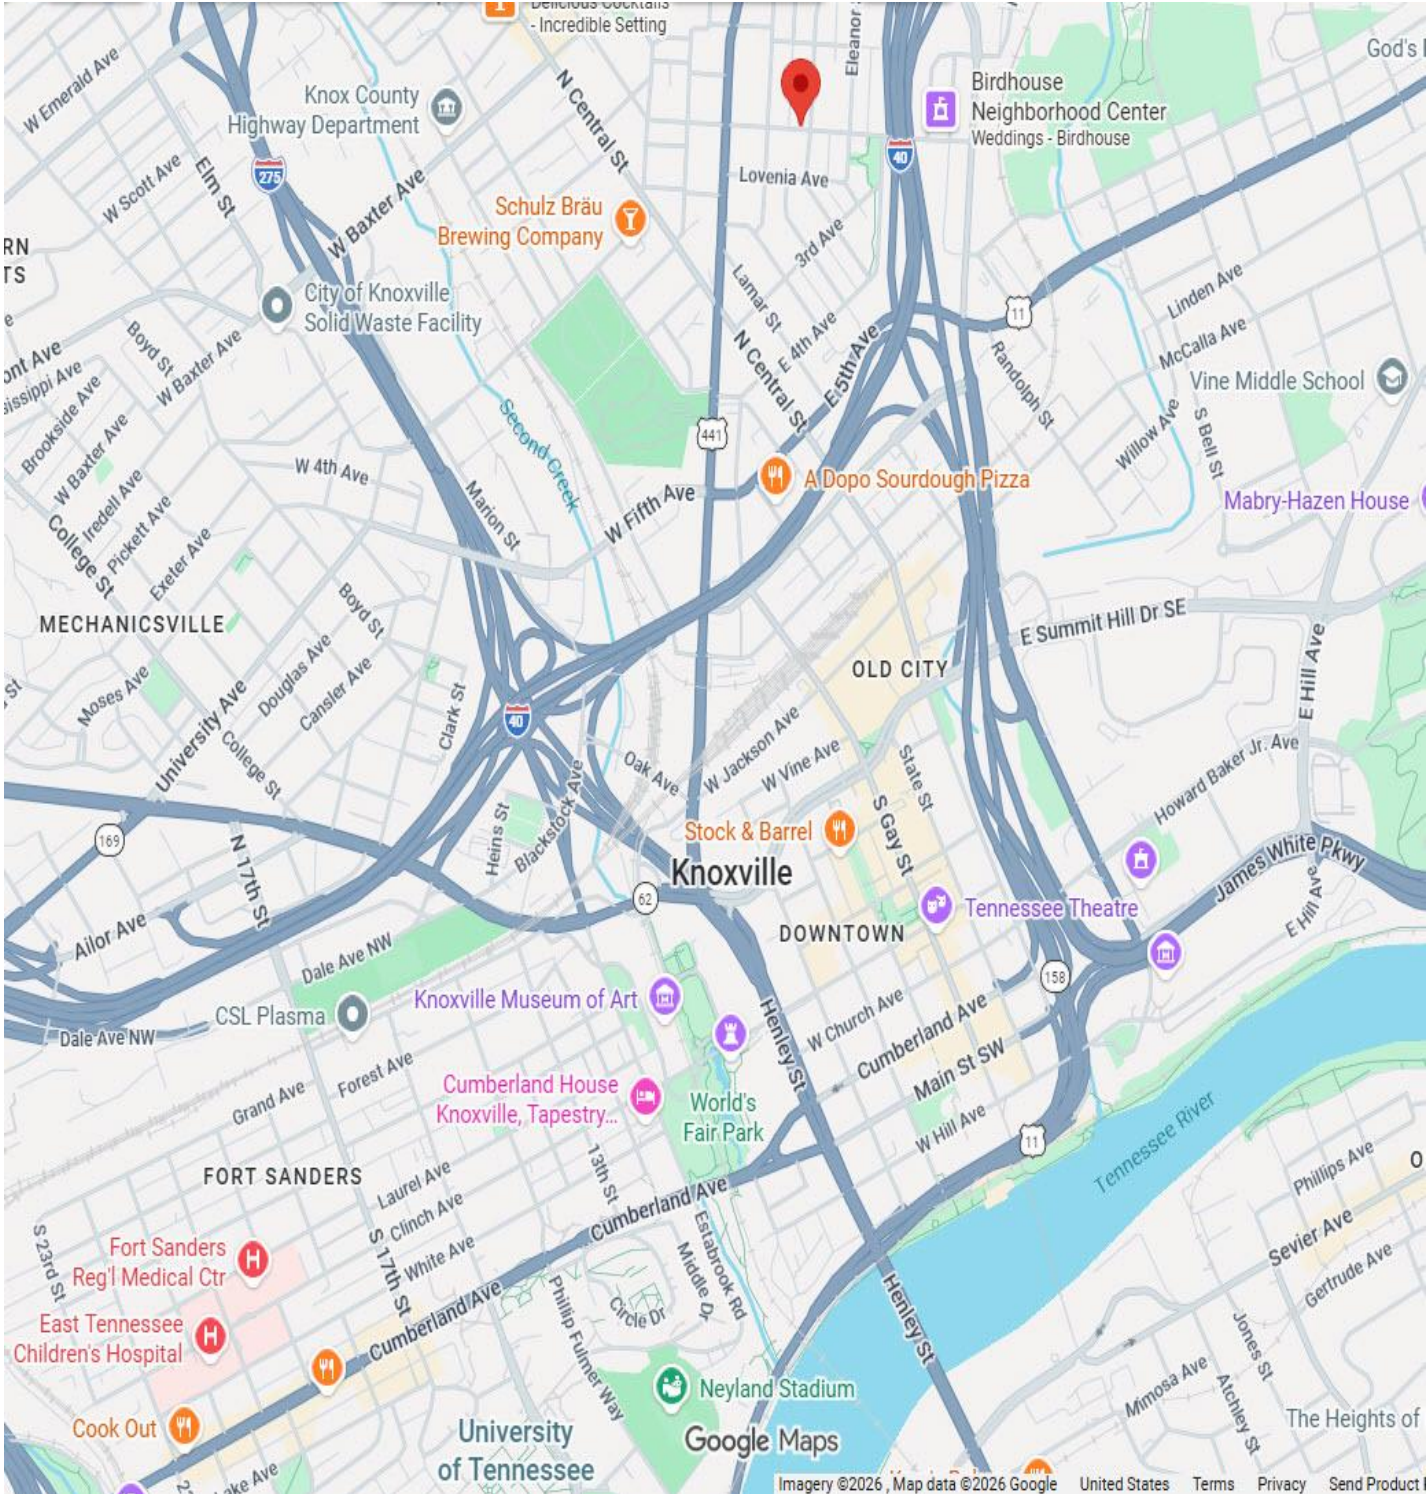 Delicious Cocktails
- Incredible Setting
God's
W Emerald Ave
Knox County
Highway Department
N Central St
Eleanor
Birdhouse
Neighborhood Center
Weddings - Birdhouse
40
275
W Scott Ave
Elm St
W Baxter Ave
Lovenia Ave
Schulz Bräu
Brewing Company
3rd Ave
RN
TS
City of Knoxville
Solid Waste Facility
Lamar St
Linden Ave
11
Boyd St
W Baxter Ave
N Central St
E 4th Ave
E 5th Ave
Randolph St
McCalla Ave
Vine Middle School
ont Ave
sissippi Ave
Brookside Ave
W Baxter Ave
Second Creek
441
Willow Ave
S Bell St
W 4th Ave
A Dopo Sourdough Pizza
Mabry-Hazen House
Iredell Ave
Pickett Ave
Exeter Ave
College St
Marion St
W Fifth Ave
MECHANICSVILLE
Boyd St
E Summit Hill Dr SE
Douglas Ave
Cansler Ave
OLD CITY
E Hill Ave
St
Moses Ave
University Ave
College St
Clark St
40
Oak Ave
W Jackson Ave
W Vine Ave
State St
Howard Baker Jr. Ave
169
N 17th St
Heins St
Blackstock Ave
Stock & Barrel
S Gay St
Knoxville
James White Pkwy
62
Ailor Ave
Dale Ave NW
DOWNTOWN
Tennessee Theatre
E Hill Ave
158
Knoxville Museum of Art
CSL Plasma
Dale Ave NW
Henley St
W Church Ave
Cumberland Ave
Main St SW
Forest Ave
Grand Ave
Cumberland House
Knoxville, Tapestry...
World's
Fair Park
W Hill Ave
11
Tennessee River
Phillips Ave
O
FORT SANDERS
Laurel Ave
Clinch Ave
White Ave
13th St
Cumberland Ave
S 23rd St
S 17th St
Sevier Ave
Gertrude Ave
Fort Sanders
Reg'l Medical Ctr
Estabrook Rd
Middle Dr
Circle Dr
Phillip Fulmer Way
Henley St
East Tennessee
Children's Hospital
Cumberland Ave
Jones St
Mimosa Ave
Atchley St
Neyland Stadium
Cook Out
University
of Tennessee
Google Maps
The Heights of
ake Ave
Imagery ©2026 , Map data ©2026 Google United States Terms Privacy Send Product